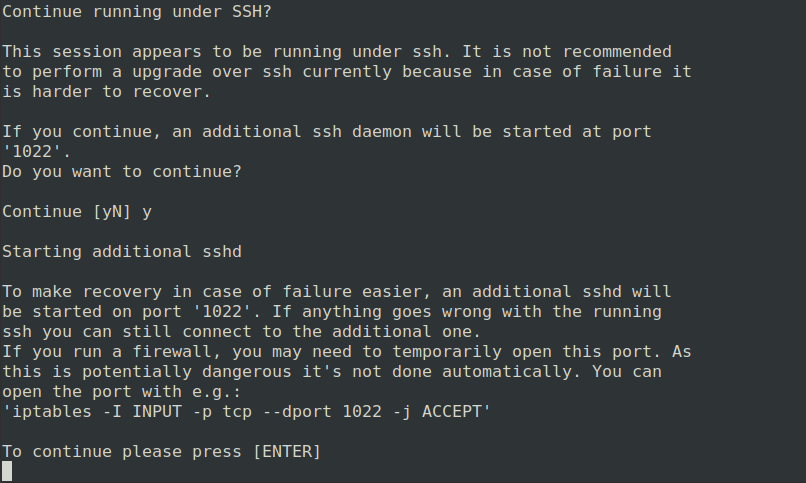 Continue running under SSH?
This session appears to be running under ssh. It is not recommended
to perform a upgrade over ssh currently because in case of failure it
is harder to recover.
If you continue, an additional ssh daemon will be started at port
'1022'.
Do you want to continue?
Continue [yN] y
Starting additional sshd
To make recovery in case of failure easier, an additional sshd will
be started on port '1022'. If anything goes wrong with the running
ssh you can still connect to the additional one.
If you run a firewall, you may need to temporarily open this port. As
this is potentially dangerous it's not done automatically. You can
open the port with e.g.:
'iptables -I INPUT -p tcp --dport 1022 -j ACCEPT'
To continue please press [ENTER]